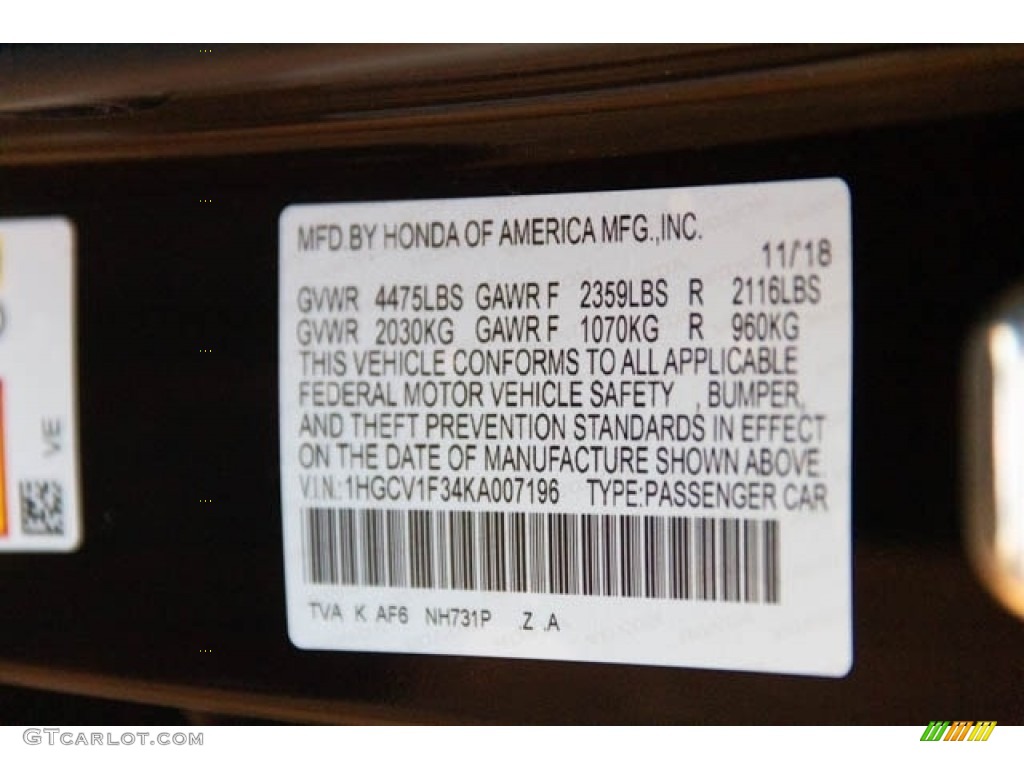 MFD.BY HONDA OF AMERICA MFG.,INC.
11/18
GVWR 4475LBS GAWR F 2359LBS R 2116LBS
GVWR 2030KG GAWR F 1070KG R 960KG
THIS VEHICLE CONFORMS TO ALL APPLICABLE
FEDERAL MOTOR VEHICLE SAFETY , BUMPER,
AND THEFT PREVENTION STANDARDS IN EFFECT
ON THE DATE OF MANUFACTURE SHOWN ABOVE.
V.I.N.:1HGCV1F34KA007196 TYPE:PASSENGER CAR
TVA K AF6 NH731P .Z .A
VE
GTCARLOT.COM